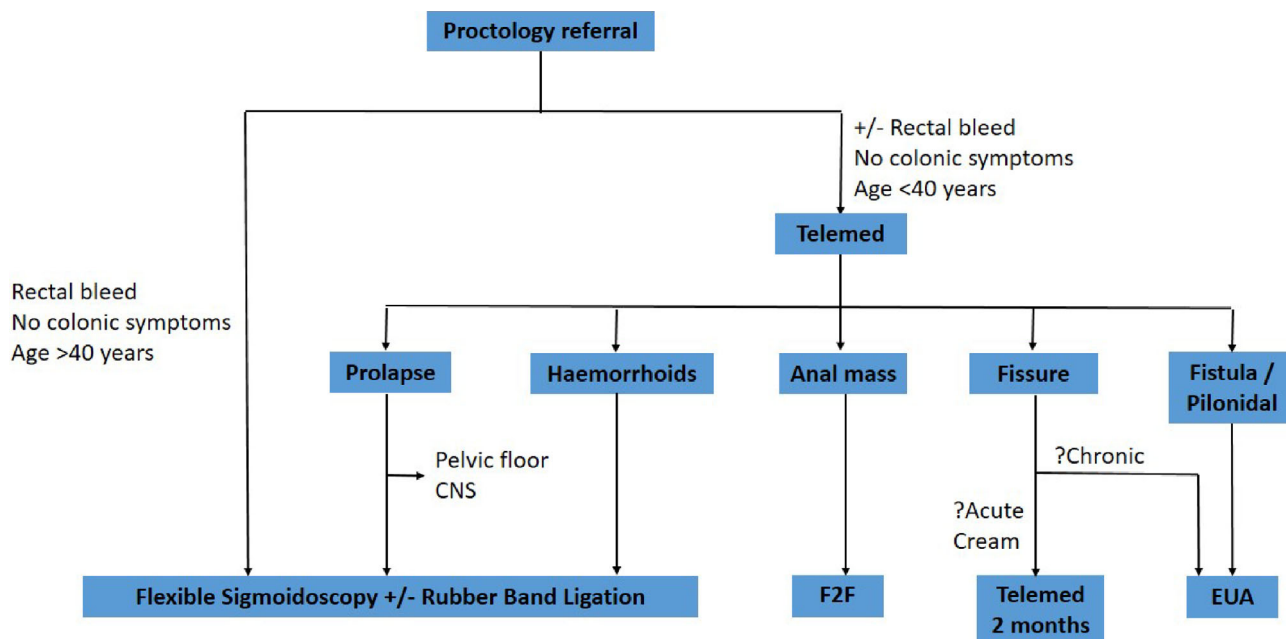 Proctology referral
+/- Rectal bleed
No colonic symptoms
Age <40 years
Telemed
Rectal bleed
No colonic symptoms
Age >40 years
Prolapse
Haemorrhoids
Anal mass
Fissure
Fistula /
Pilonidal
Pelvic floor
CNS
?Chronic
?Acute
Cream
Flexible Sigmoidoscopy +/- Rubber Band Ligation
F2F
Telemed
2 months
EUA